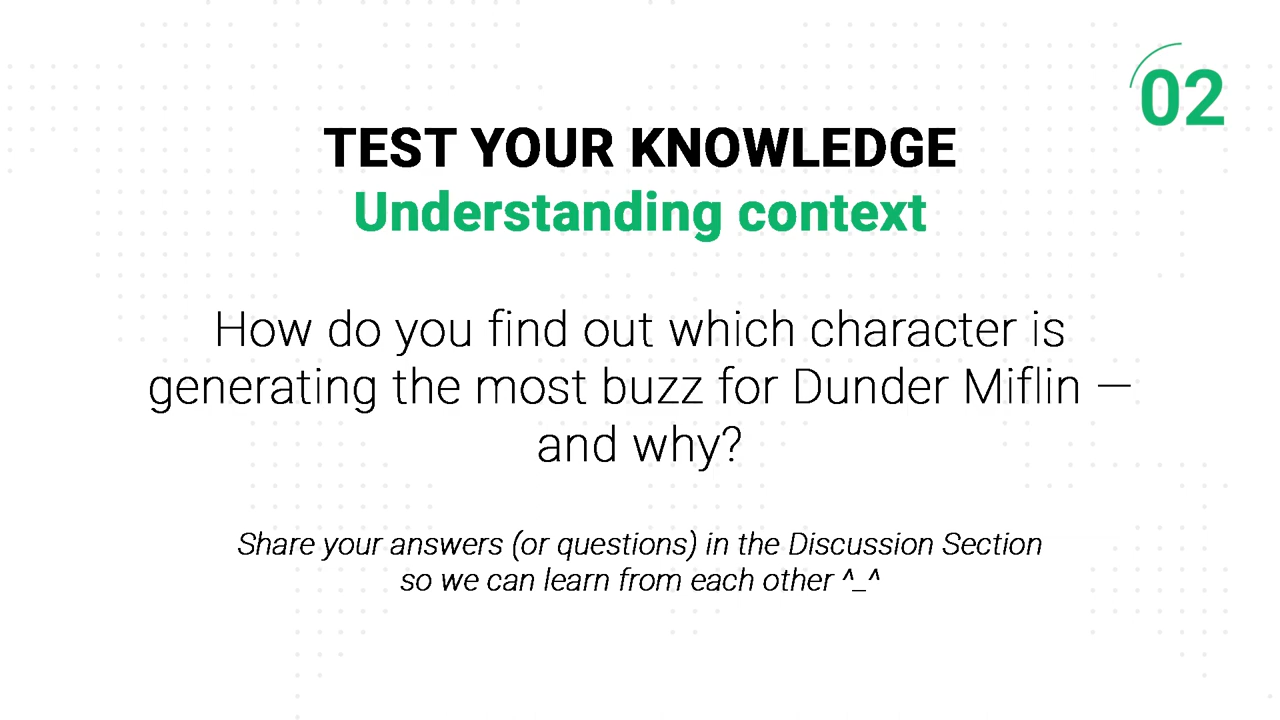 02
TEST YOUR KNOWLEDGE
Understanding context
How do you find out which character is
generating the most buzz for Dunder Miflin —
and why?
Share your answers (or questions) in the Discussion Section
so we can learn from each other ^_^